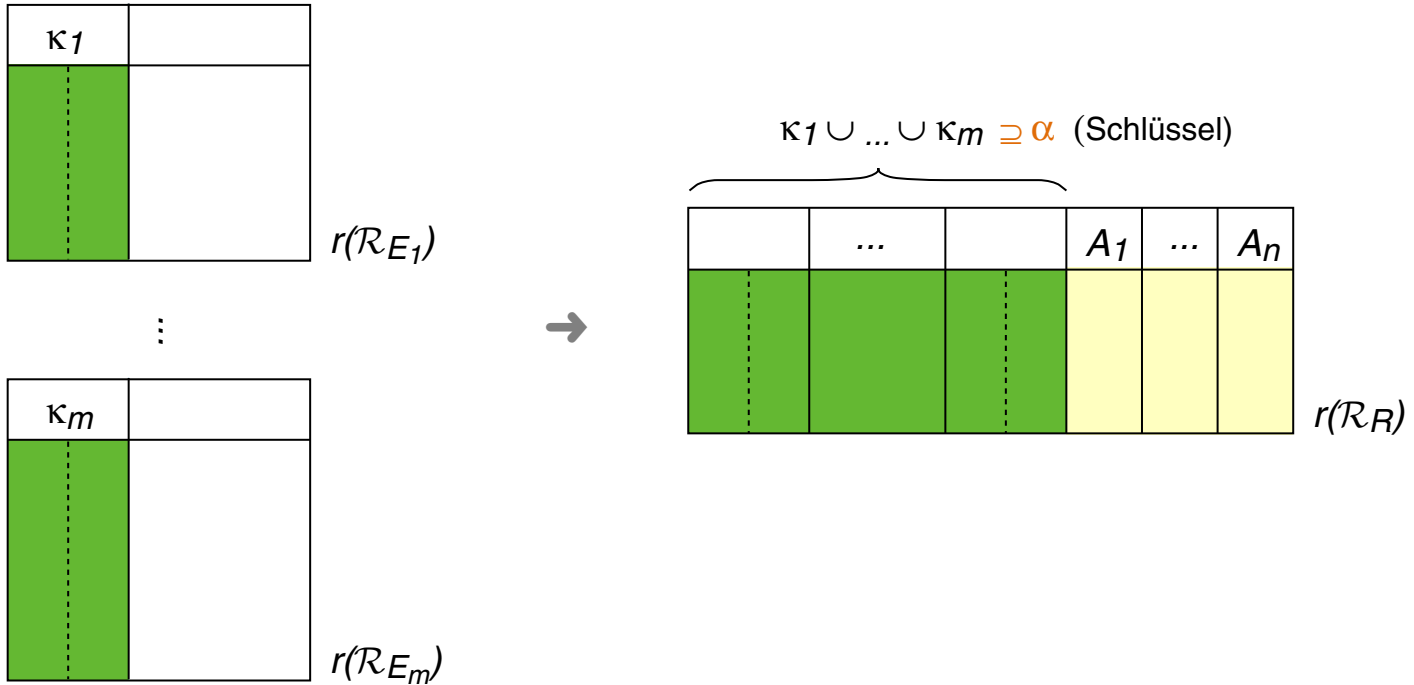 κ1
r(ℛE1)
⋮
κm
r(ℛEm)
➜
κ1 ∪ ... ∪ κm ⊇ α (Schlüssel)
... A1 ... An
r(ℛR)